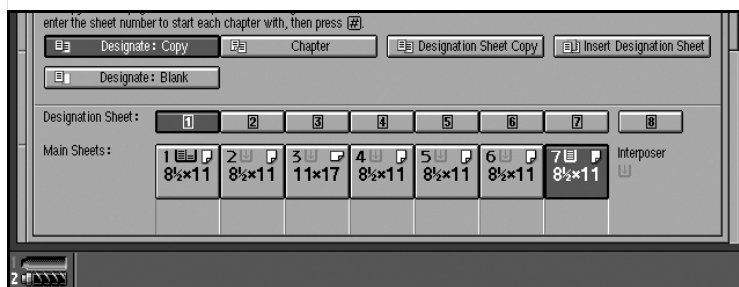 enter the sheet number to start each chapter with, then press #.
Designate: Copy Chapter Designation Sheet Copy Insert Designation Sheet
Designate: Blank
Designation Sheet: 1 2 3 4 5 6 7 8
Main Sheets: 1 2 3 4 5 6 7 Interposer
8½×11 8½×11 11×17 8½×11 8½×11 8½×11 8½×11
1
2